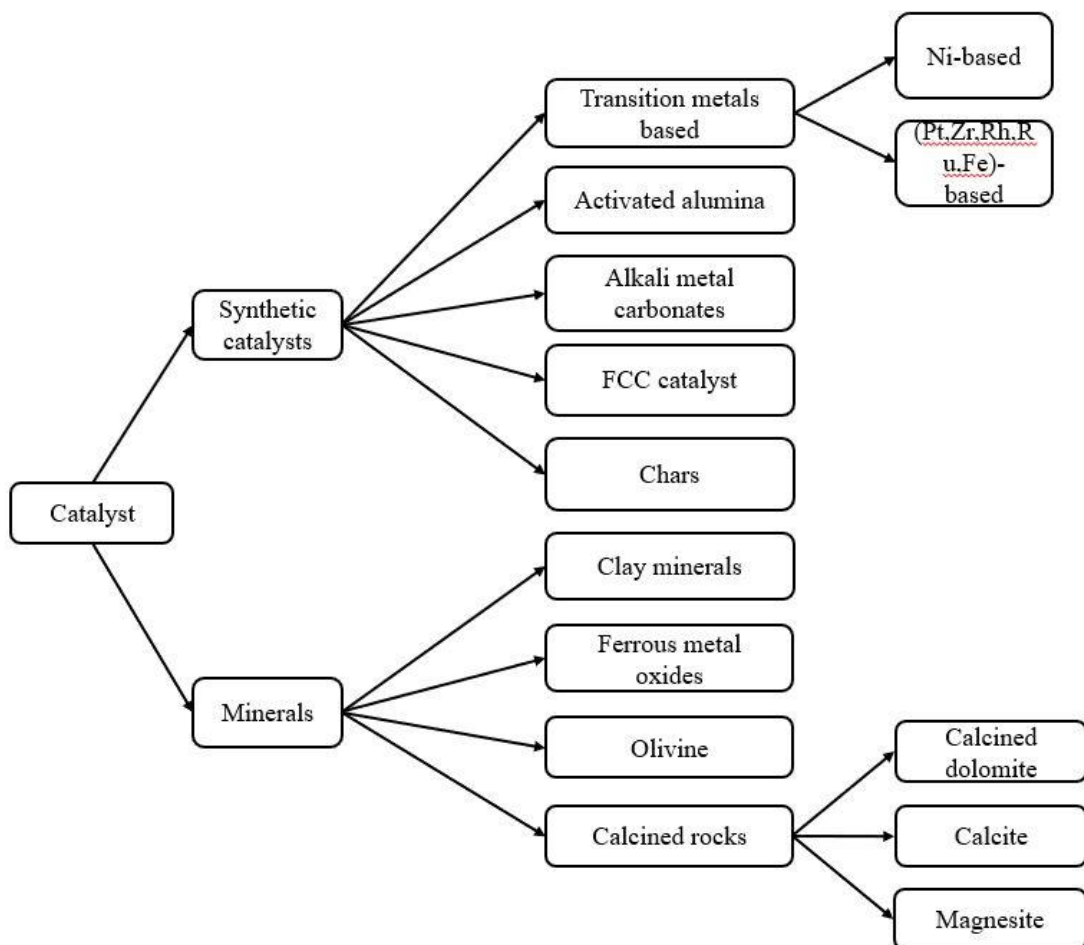 Catalyst
Synthetic
catalysts
Minerals
Transition metals
based
Activated alumina
Alkali metal
carbonates
FCC catalyst
Chars
Clay minerals
Ferrous metal
oxides
Olivine
Calcined rocks
Ni-based
(Pt,Zr,Rh,R
u,Fe)-
based
Calcined
dolomite
Calcite
Magnesite